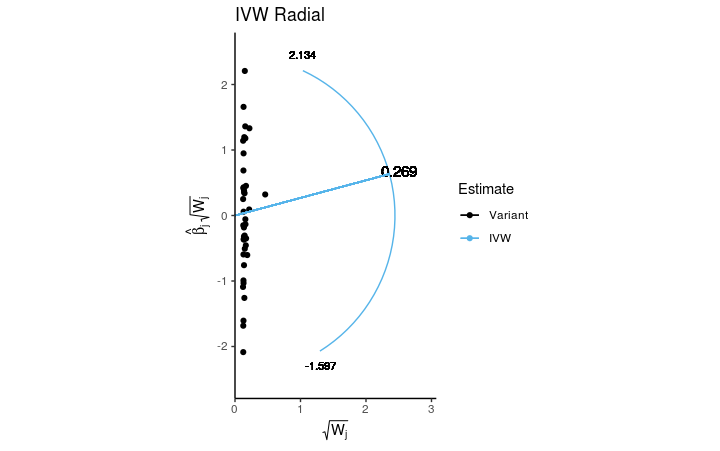 IVW Radial
2.134
0.269
-1.597
2
1
0
-1
-2
0 1 2 3
β̂ⱼ√Wⱼ
√Wⱼ
Estimate
Variant
IVW